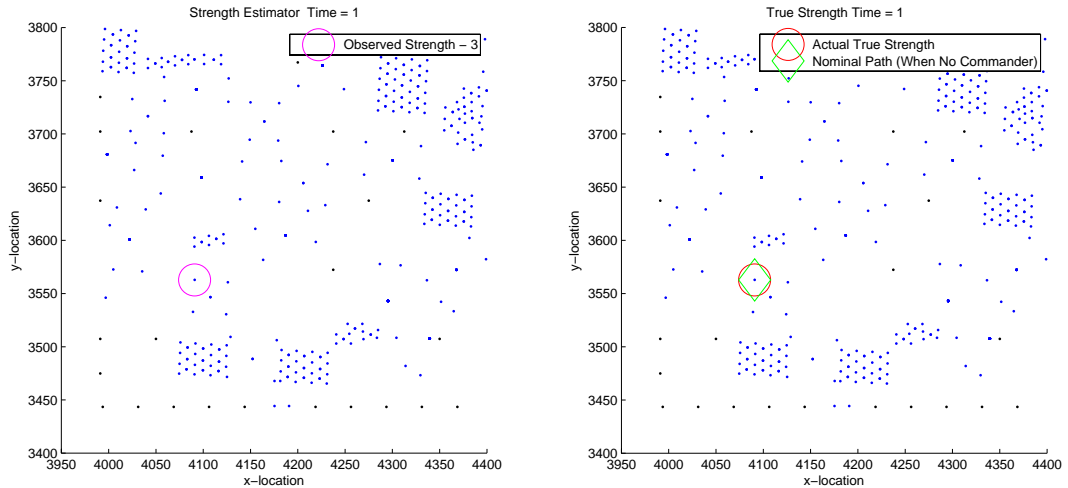 Strength Estimator Time = 1
Observed Strength − 3
3800
3750
3700
3650
3600
3550
3500
3450
3400
y−location
3950 4000 4050 4100 4150 4200 4250 4300 4350 4400
x−location
True Strength Time = 1
Actual True Strength
Nominal Path (When No Commander)
3800
3750
3700
3650
3600
3550
3500
3450
3400
y−location
3950 4000 4050 4100 4150 4200 4250 4300 4350 4400
x−location